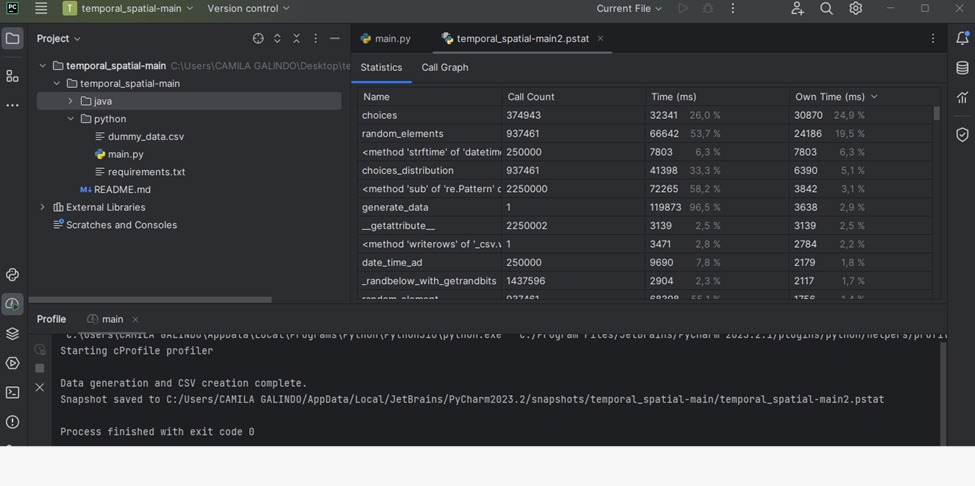 PC
T temporal_spatial-main Version control Current File
Project
main.py
temporal_spatial-main2.pstat
temporal_spatial-main C:\Users\CAMILA GALINDO\Desktop\te
temporal_spatial-main
java
python
dummy_data.csv
main.py
requirements.txt
M↓ README.md
External Libraries
Scratches and Consoles
Statistics Call Graph
Name Call Count Time (ms) Own Time (ms)
choices 374943 32341 26,0 % 30870 24,9 %
random_elements 937461 66642 53,7 % 24186 19,5 %
<method 'strftime' of 'datetim 250000 7803 6,3 % 7803 6,3 %
choices_distribution 937461 41398 33,3 % 6390 5,1 %
<method 'sub' of 're.Pattern' o 2250000 72265 58,2 % 3842 3,1 %
generate_data 1 119873 96,5 % 3638 2,9 %
__getattribute__ 2250002 3139 2,5 % 3139 2,5 %
<method 'writerows' of '_csv.v 1 3471 2,8 % 2784 2,2 %
date_time_ad 250000 9690 7,8 % 2179 1,8 %
_randbelow_with_getrandbits 1437596 2904 2,3 % 2117 1,7 %
random_element 937461 68398 55,1 % 1756 1,4 %
Profile main
"C:\Users\CAMILA GALINDO\AppData\Local\Programs\Python\Python310\python.exe" "C:/Program Files/JetBrains/PyCharm 2023.2.1/plugins/python/helpers/profil
Starting cProfile profiler
Data generation and CSV creation complete.
Snapshot saved to C:/Users/CAMILA GALINDO/AppData/Local/JetBrains/PyCharm2023.2/snapshots/temporal_spatial-main/temporal_spatial-main2.pstat
Process finished with exit code 0